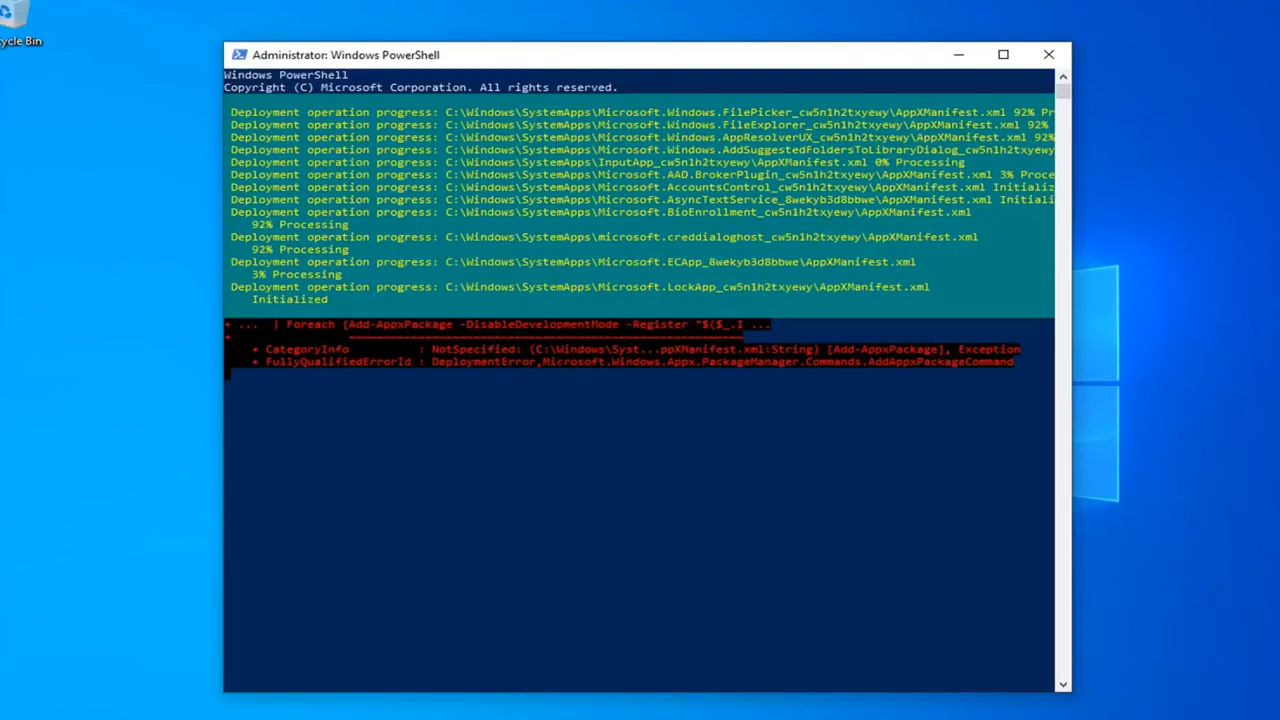 cycle Bin
Administrator: Windows PowerShell
Windows PowerShell
Copyright (C) Microsoft Corporation. All rights reserved.
Deployment operation progress: C:\Windows\SystemApps\Microsoft.Windows.FilePicker_cw5n1h2txyewy\AppXManifest.xml 92% Pr
Deployment operation progress: C:\Windows\SystemApps\Microsoft.Windows.FileExplorer_cw5n1h2txyewy\AppXManifest.xml 92%
Deployment operation progress: C:\Windows\SystemApps\Microsoft.Windows.AppResolverUX_cw5n1h2txyewy\AppXManifest.xml 92%
Deployment operation progress: C:\Windows\SystemApps\Microsoft.Windows.AddSuggestedFoldersToLibraryDialog_cw5n1h2txyewy
Deployment operation progress: C:\Windows\SystemApps\InputApp_cw5n1h2txyewy\AppXManifest.xml 0% Processing
Deployment operation progress: C:\Windows\SystemApps\Microsoft.AAD.BrokerPlugin_cw5n1h2txyewy\AppXManifest.xml 3% Proce
Deployment operation progress: C:\Windows\SystemApps\Microsoft.AccountsControl_cw5n1h2txyewy\AppXManifest.xml Initializ
Deployment operation progress: C:\Windows\SystemApps\Microsoft.AsyncTextService_8wekyb3d8bbwe\AppXManifest.xml Initiali
Deployment operation progress: C:\Windows\SystemApps\Microsoft.BioEnrollment_cw5n1h2txyewy\AppXManifest.xml
92% Processing
Deployment operation progress: C:\Windows\SystemApps\microsoft.creddialoghost_cw5n1h2txyewy\AppXManifest.xml
92% Processing
Deployment operation progress: C:\Windows\SystemApps\Microsoft.ECApp_8wekyb3d8bbwe\AppXManifest.xml
3% Processing
Deployment operation progress: C:\Windows\SystemApps\Microsoft.LockApp_cw5n1h2txyewy\AppXManifest.xml
Initialized
+ ... | Foreach {Add-AppxPackage -DisableDevelopmentMode -Register "$($_.I ...
+ ~~~~~~~~~~~~~~~~~~~~~~~~~~~~~~~~~~~~~~~~~~~~~~~~~~~~~~~~~
+ CategoryInfo : NotSpecified: (C:\Windows\Syst...ppXManifest.xml:String) [Add-AppxPackage], Exception
+ FullyQualifiedErrorId : DeploymentError,Microsoft.Windows.Appx.PackageManager.Commands.AddAppxPackageCommand